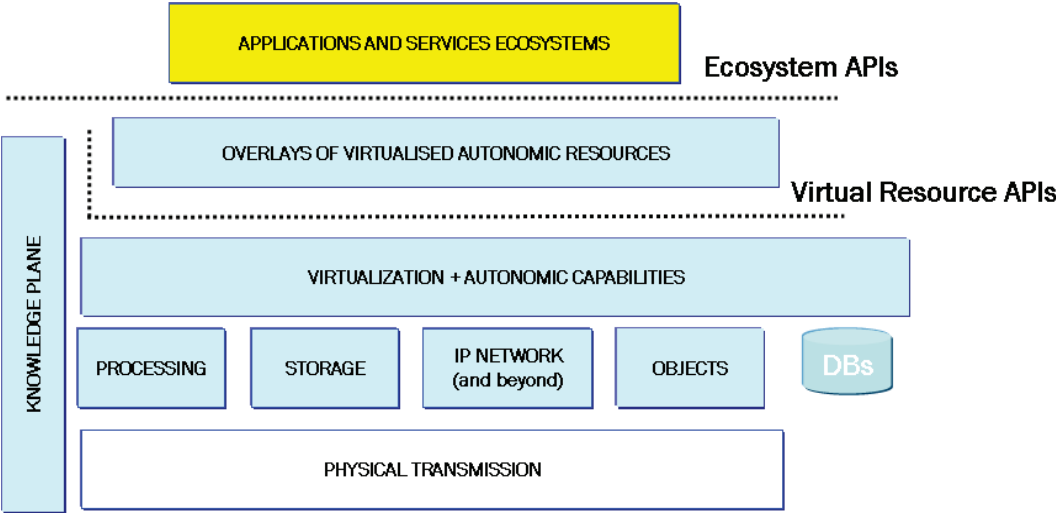 APPLICATIONS AND SERVICES ECOSYSTEMS
Ecosystem APIs
OVERLAYS OF VIRTUALISED AUTONOMIC RESOURCES
Virtual Resource APIs
KNOWLEDGE PLANE
VIRTUALIZATION + AUTONOMIC CAPABILITIES
PROCESSING
STORAGE
IP NETWORK
(and beyond)
OBJECTS
DBs
PHYSICAL TRANSMISSION